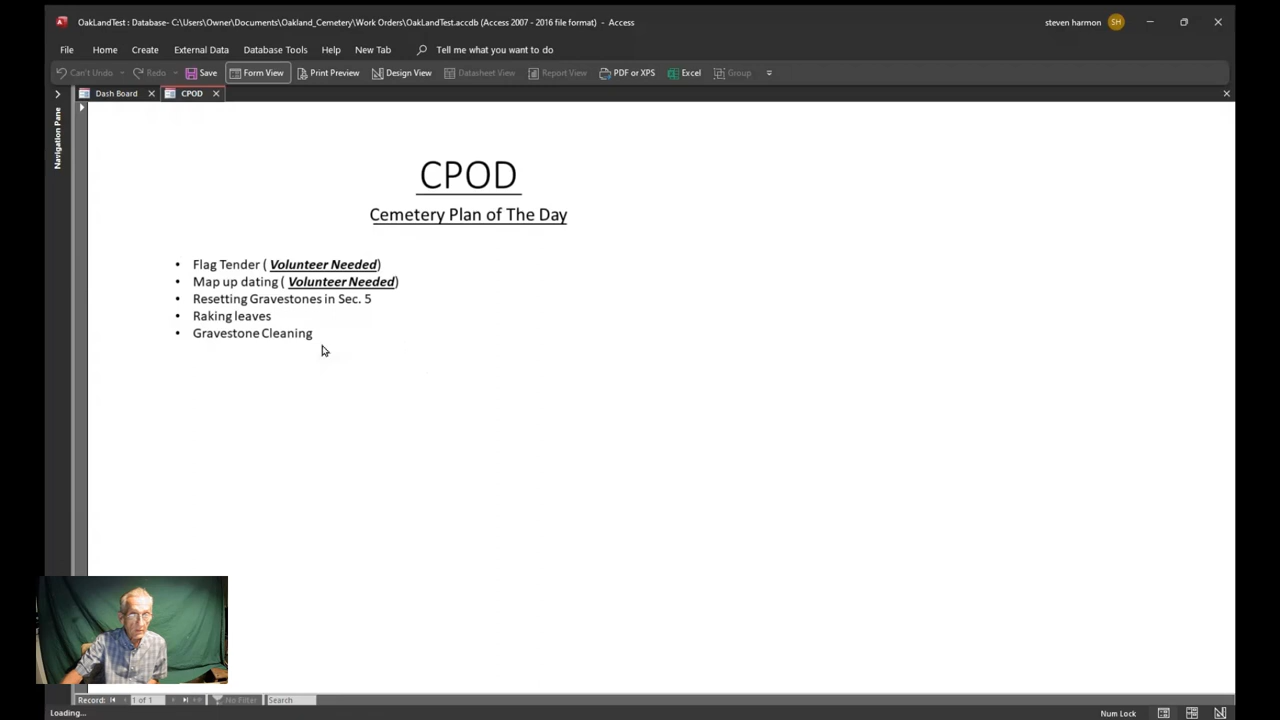 OakLandTest : Database- C:\Users\Owner\Documents\Oakland_Cemetery\Work Orders\OakLandTest.accdb (Access 2007 - 2016 file format) - Access
steven harmon SH
File Home Create External Data Database Tools Help New Tab Tell me what you want to do
Can't Undo Redo Save Form View Print Preview Design View Datasheet View Report View PDF or XPS Excel Group
Dash Board CPOD
Navigation Pane
CPOD
Cemetery Plan of The Day
• Flag Tender ( Volunteer Needed)
• Map up dating ( Volunteer Needed)
• Resetting Gravestones in Sec. 5
• Raking leaves
• Gravestone Cleaning
Record: 1 of 1 No Filter Search
Loading... Num Lock